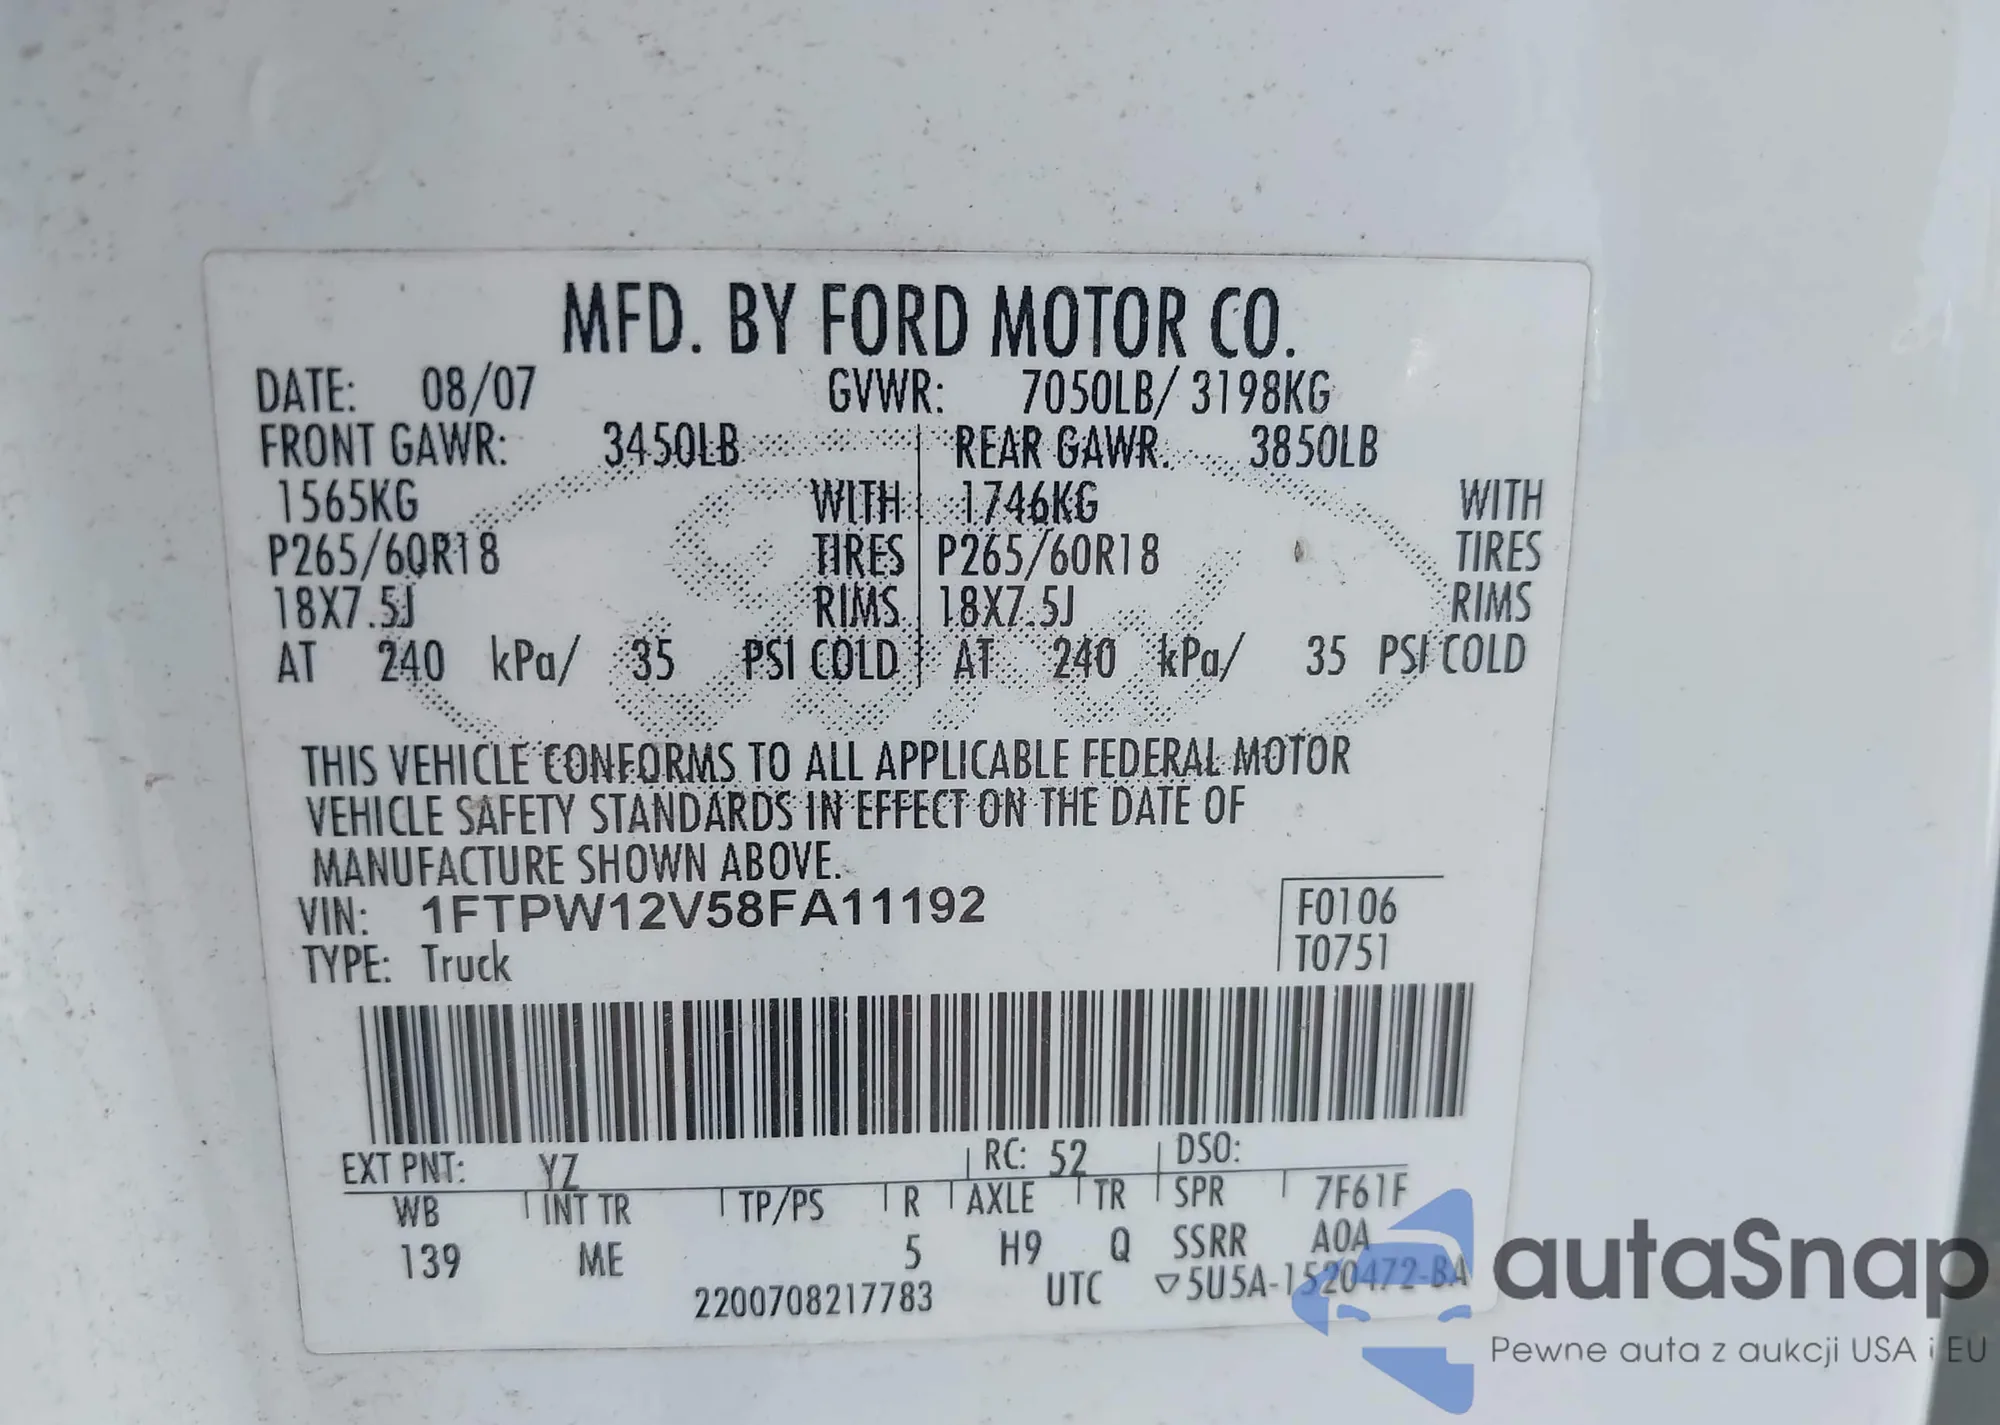 MFD. BY FORD MOTOR CO.
DATE: 08/07 GVWR: 7050LB/ 3198KG
FRONT GAWR: 3450LB REAR GAWR: 3850LB
1565KG WITH 1746KG WITH
P265/60R18 TIRES P265/60R18 TIRES
18X7.5J RIMS 18X7.5J RIMS
AT 240 kPa/ 35 PSI COLD AT 240 kPa/ 35 PSI COLD
THIS VEHICLE CONFORMS TO ALL APPLICABLE FEDERAL MOTOR
VEHICLE SAFETY STANDARDS IN EFFECT ON THE DATE OF
MANUFACTURE SHOWN ABOVE.
VIN: 1FTPW12V58FA11192 F0106
TYPE: Truck T0751
EXT PNT: YZ RC: 52 DSO:
WB INT TR TP/PS R AXLE TR SPR 7F61F
139 ME 5 H9 Q SSRR A0A
2200708217783 UTC ▽5U5A-1520472-BA
autaSnap
Pewne auta z aukcji USA i EU